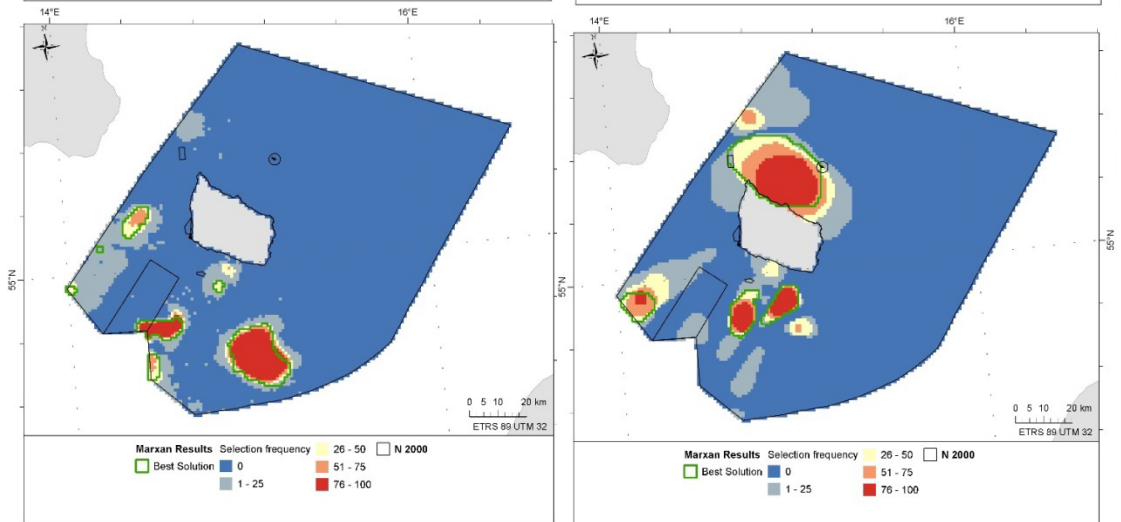 14°E
16°E
55°N
0 5 10 20 km
ETRS 89 UTM 32
Marxan Results Selection frequency 26 - 50 N 2000
Best Solution 0 51 - 75
1 - 25 76 - 100
14°E
16°E
55°N
55°N
0 5 10 20 km
ETRS 89 UTM 32
Marxan Results Selection frequency 26 - 50 N 2000
Best Solution 0 51 - 75
1 - 25 76 - 100